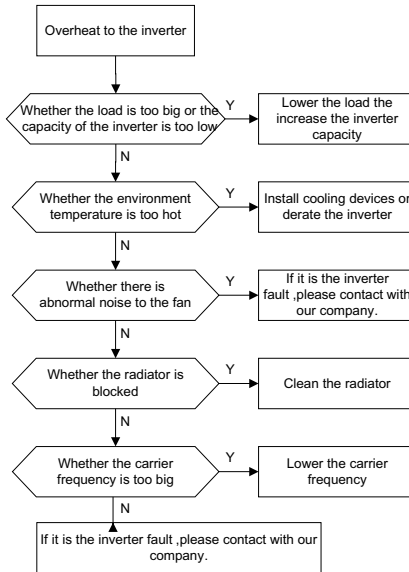 Overheat to the inverter
Whether the load is too big or the
capacity of the inverter is too low
Y
Lower the load the
increase the inverter
capacity
N
Whether the environment
temperature is too hot
Y
Install cooling devices or
derate the inverter
N
Whether there is
abnormal noise to the fan
Y
If it is the inverter
fault ,please contact with
our company.
N
Whether the radiator is
blocked
Y
Clean the radiator
N
Whether the carrier
frequency is too big
Y
Lower the carrier
frequency
N
If it is the inverter fault ,please contact with our
company.